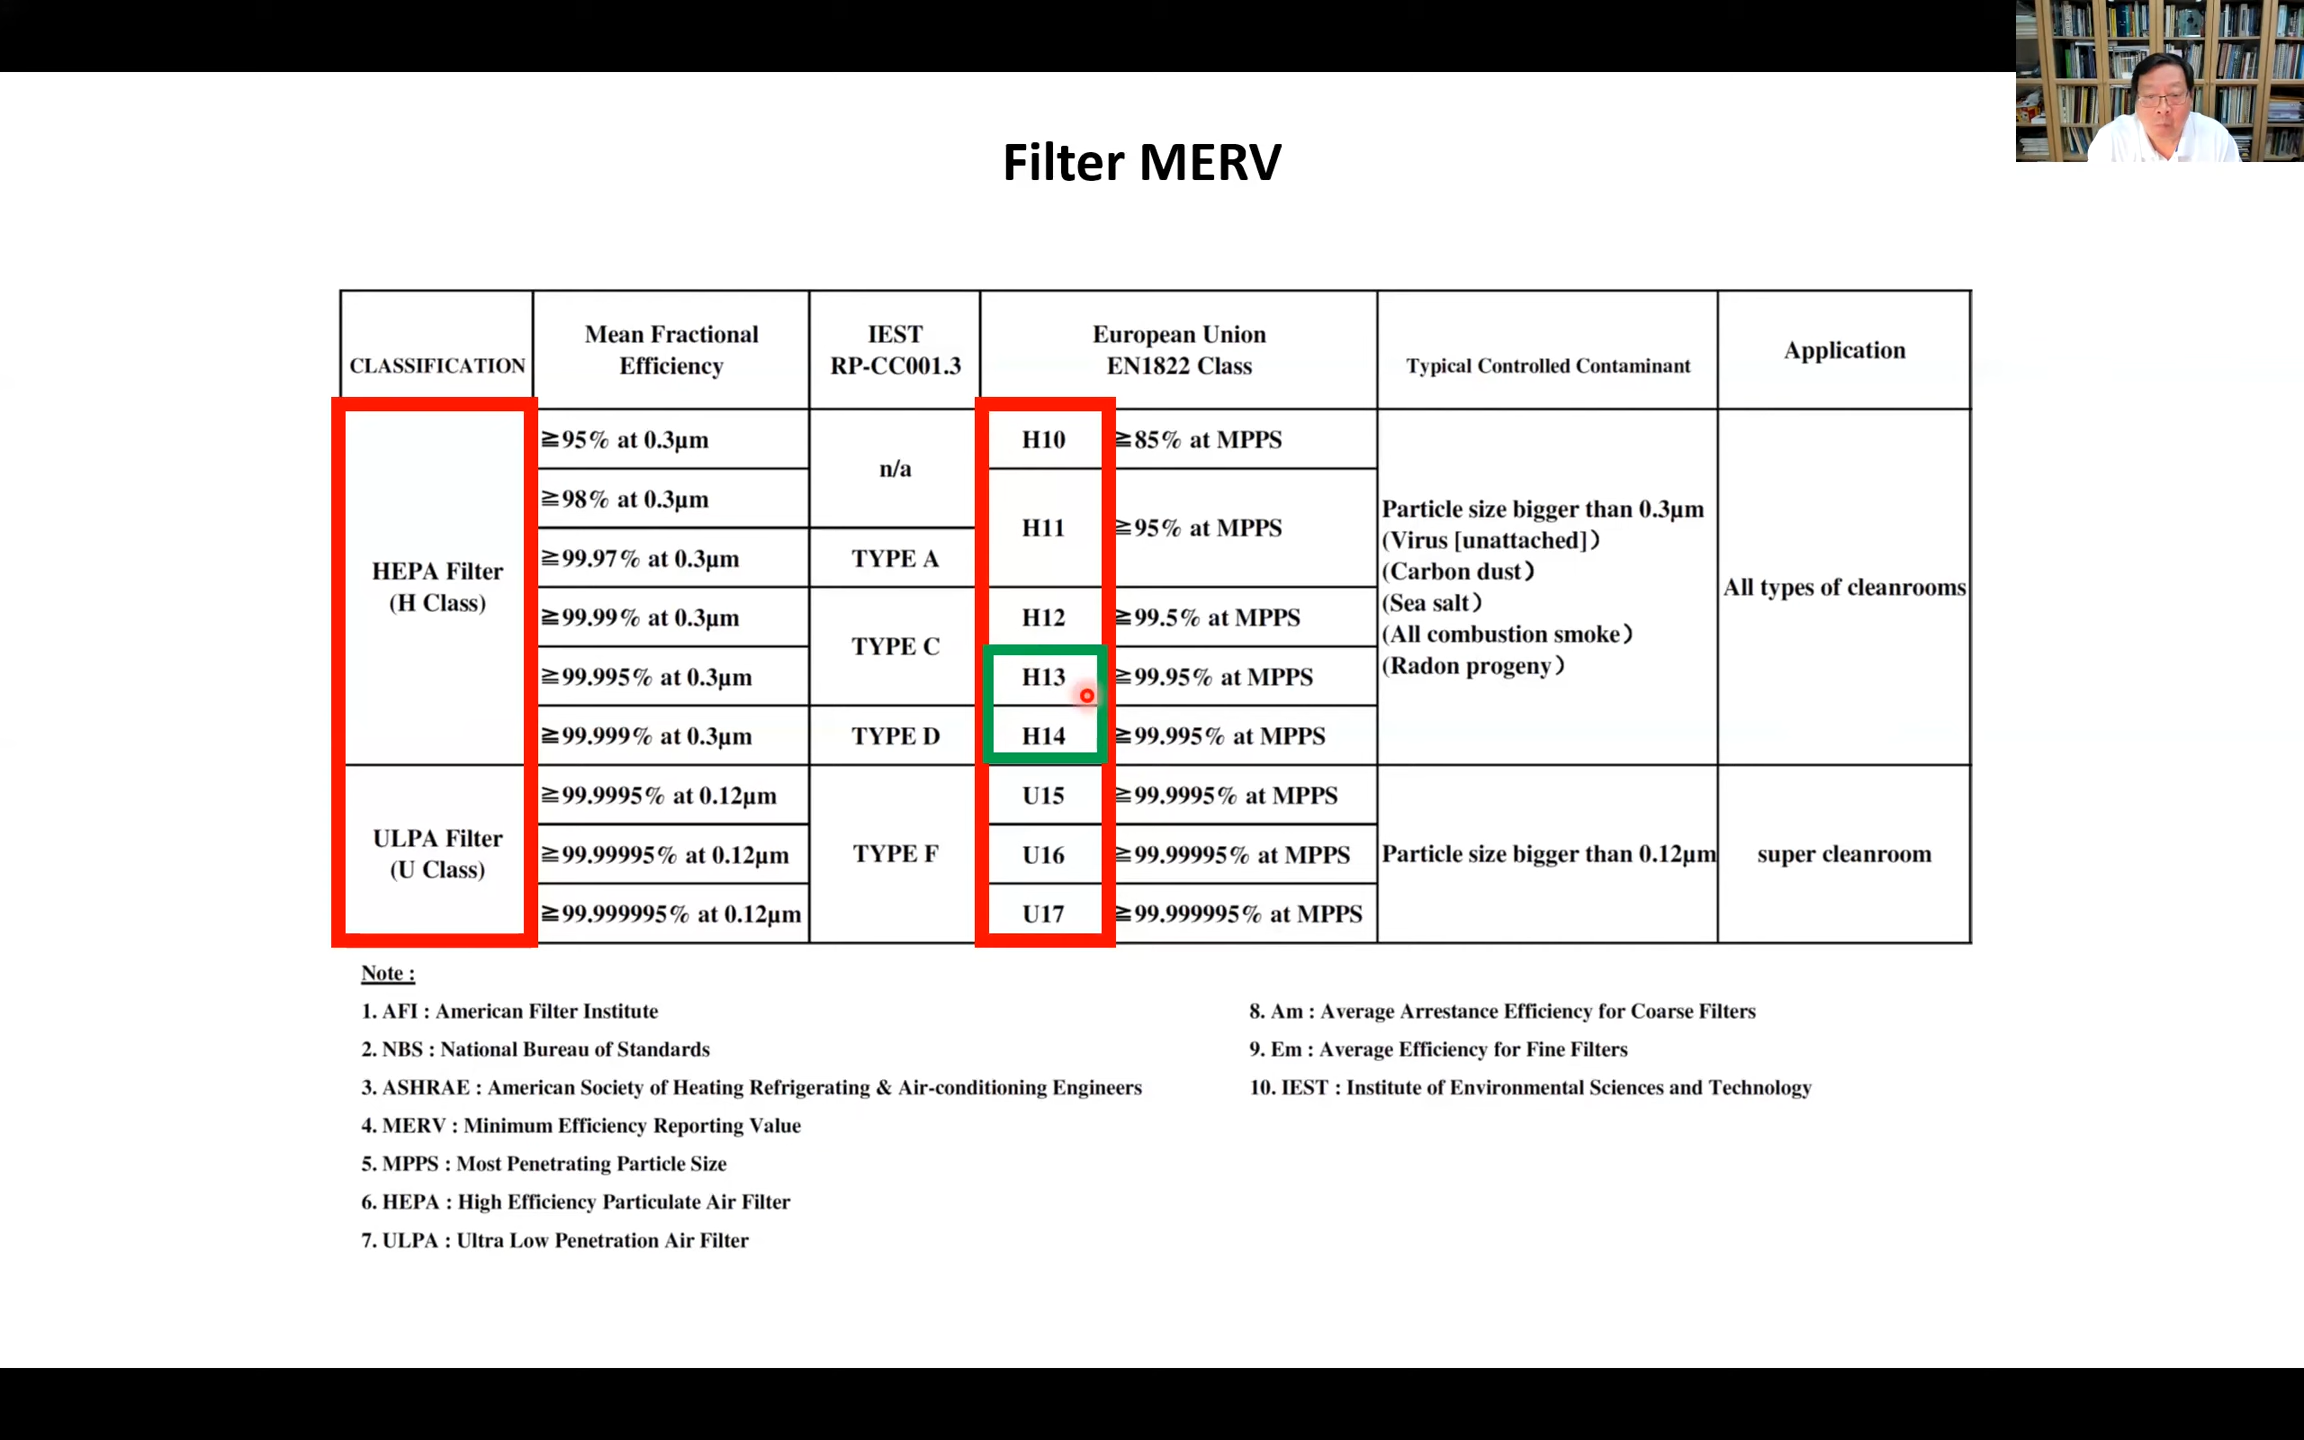 Filter MERV
CLASSIFICATION
Mean Fractional
Efficiency
IEST
RP-CC001.3
European Union
EN1822 Class
Typical Controlled Contaminant
Application
HEPA Filter
(H Class)
≧95% at 0.3μm
≧98% at 0.3μm
≧99.97% at 0.3μm
≧99.99% at 0.3μm
≧99.995% at 0.3μm
≧99.999% at 0.3μm
n/a
TYPE A
TYPE C
TYPE D
H10
≧85% at MPPS
H11
≧95% at MPPS
H12
≧99.5% at MPPS
H13
≧99.95% at MPPS
H14
≧99.995% at MPPS
Particle size bigger than 0.3μm
(Virus [unattached])
(Carbon dust)
(Sea salt)
(All combustion smoke)
(Radon progeny)
All types of cleanrooms
ULPA Filter
(U Class)
≧99.9995% at 0.12μm
≧99.99995% at 0.12μm
≧99.999995% at 0.12μm
TYPE F
U15
≧99.9995% at MPPS
U16
≧99.99995% at MPPS
U17
≧99.999995% at MPPS
Particle size bigger than 0.12μm
super cleanroom
Note :
1. AFI : American Filter Institute
2. NBS : National Bureau of Standards
3. ASHRAE : American Society of Heating Refrigerating & Air-conditioning Engineers
4. MERV : Minimum Efficiency Reporting Value
5. MPPS : Most Penetrating Particle Size
6. HEPA : High Efficiency Particulate Air Filter
7. ULPA : Ultra Low Penetration Air Filter
8. Am : Average Arrestance Efficiency for Coarse Filters
9. Em : Average Efficiency for Fine Filters
10. IEST : Institute of Environmental Sciences and Technology